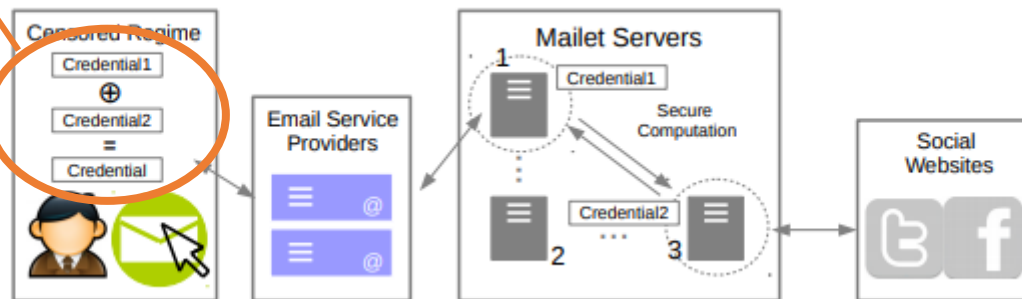 Censored Regime
Credential1
⊕
Credential2
=
Credential
Email Service
Providers
@
@
Mailet Servers
1
Credential1
Secure
Computation
Credential2
2
3
Social
Websites
t
f